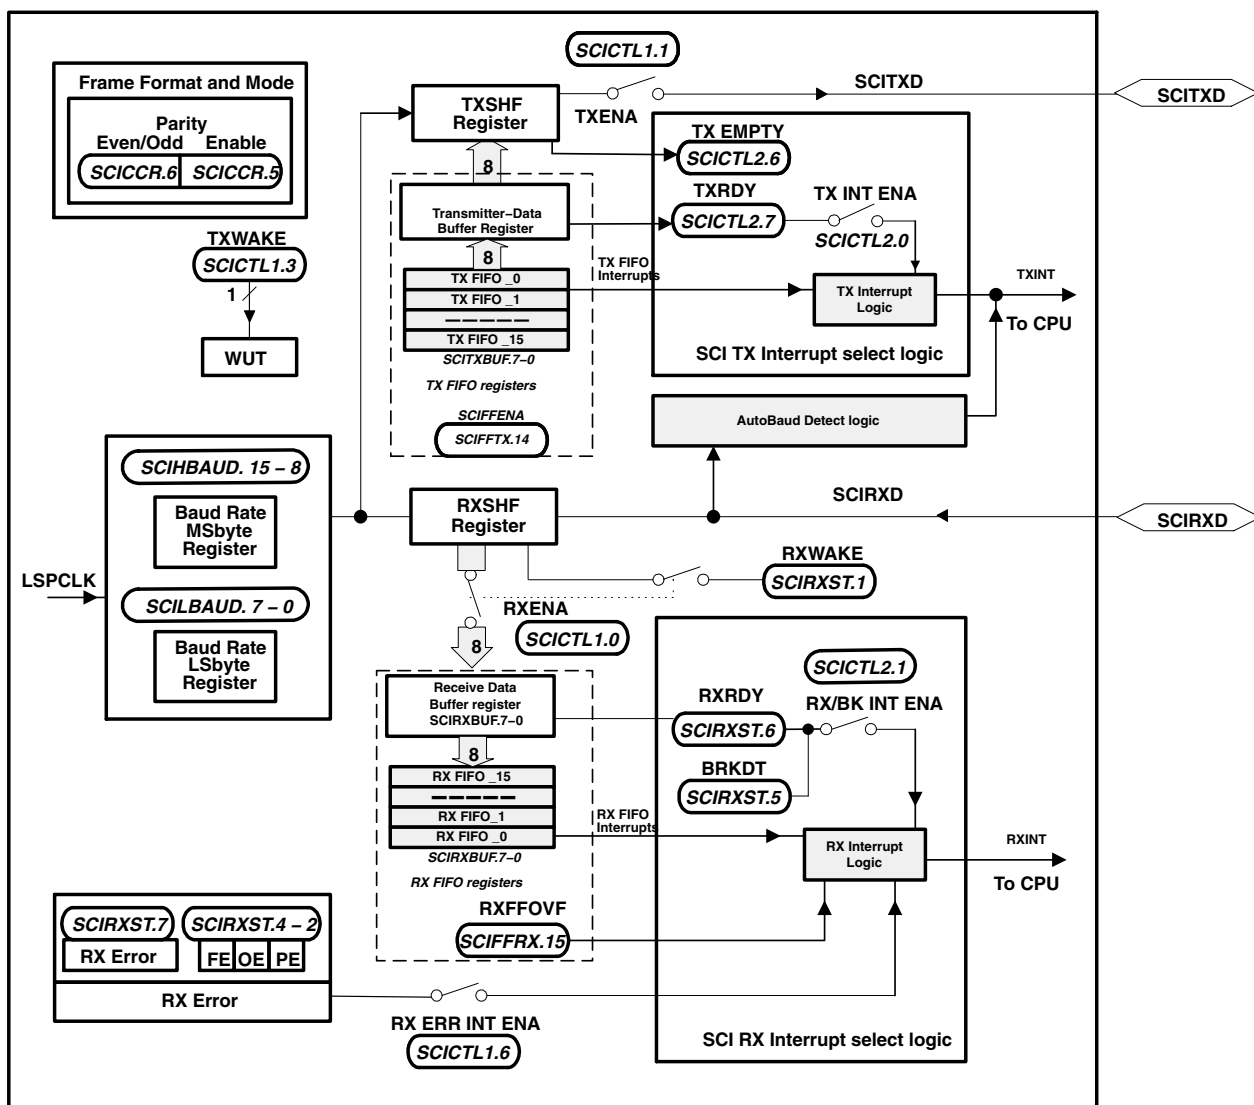 SCICTL1.1
Frame Format and Mode
Parity
Even/Odd Enable
SCICCR.6 SCICCR.5
TXSHF
Register
TXENA
SCITXD
SCITXD
TX EMPTY
SCICTL2.6
8
TXRDY
SCICTL2.7
TX INT ENA
SCICTL2.0
Transmitter–Data
Buffer Register
8
TXWAKE
SCICTL1.3
1
WUT
TX FIFO
Interrupts
TX FIFO _0
TX FIFO _1
–––––
TX FIFO _15
SCITXBUF.7–0
TX FIFO registers
SCIFFENA
SCIFFTX.14
TX Interrupt
Logic
TXINT
To CPU
SCI TX Interrupt select logic
AutoBaud Detect logic
SCIHBAUD. 15 – 8
Baud Rate
MSbyte
Register
LSPCLK
SCILBAUD. 7 – 0
Baud Rate
LSbyte
Register
RXSHF
Register
SCIRXD
SCIRXD
RXWAKE
SCIRXST.1
RXENA
SCICTL1.0
8
SCICTL2.1
RX/BK INT ENA
Receive Data
Buffer register
SCIRXBUF.7–0
RXRDY
SCIRXST.6
8
BRKDT
SCIRXST.5
RX FIFO _15
–––––
RX FIFO_1
RX FIFO _0
SCIRXBUF.7–0
RX FIFO registers
RX FIFO
Interrupts
RX Interrupt
Logic
RXINT
To CPU
RXFFOVF
SCIFFRX.15
SCIRXST.7 SCIRXST.4 – 2
RX Error FE OE PE
RX Error
RX ERR INT ENA
SCICTL1.6
SCI RX Interrupt select logic